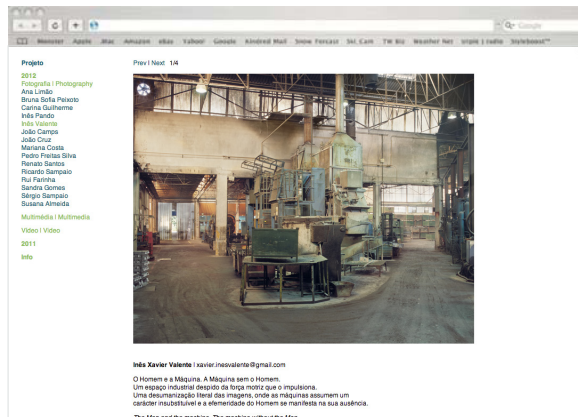 Google
Monster Apple .Mac Amazon eBay Yahoo! Google Kindred Mail Snow Forcast Ski Cam TW Biz Weather Net triple j radio
Projeto
Prev | Next 1/4
2012
Fotografia | Photography
Ana Limão
Bruna Sofia Peixoto
Carina Guilherme
Inês Pando
Inês Valente
João Camps
João Cruz
Mariana Costa
Pedro Freitas Silva
Renato Santos
Ricardo Sampaio
Rui Farinha
Sandra Gomes
Sérgio Sampaio
Susana Almeida
Multimédia | Multimedia
Vídeo | Video
2011
Info
Inês Xavier Valente | xavier.inesvalente@gmail.com
O Homem e a Máquina. A Máquina sem o Homem.
Um espaço industrial despido da força motriz que o impulsiona.
Uma desumanização literal das imagens, onde as máquinas assumem um
carácter insubstituível e a efemeridade do Homem se manifesta na sua ausência.
The Man and the machine. The machine without the Man.